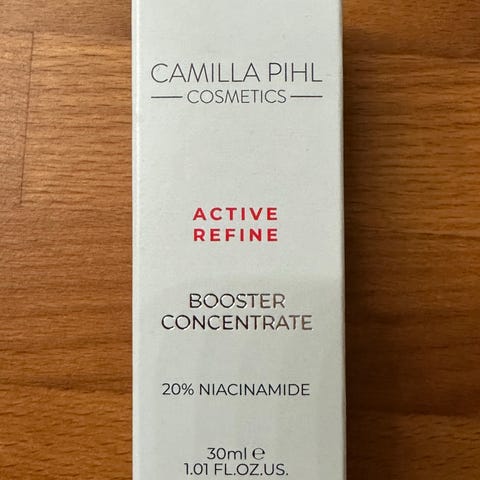 CAMILLA PIHL
COSMETICS
ACTIVE
REFINE
BOOSTER
CONCENTRATE
20% NIACINAMIDE
30ml ℮
1.01 FL.OZ.US.